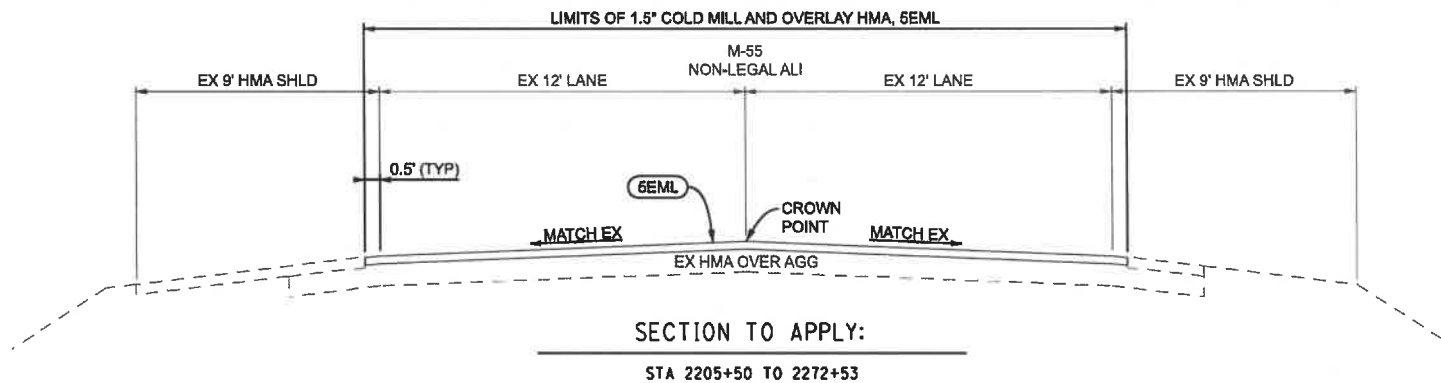 LIMITS OF 1.5" COLD MILL AND OVERLAY HMA, 5EML
M-55
NON-LEGAL ALI
EX 9' HMA SHLD
EX 12' LANE
EX 12' LANE
EX 9' HMA SHLD
0.5' (TYP)
5EML
CROWN
POINT
MATCH EX
MATCH EX
EX HMA OVER AGG
SECTION TO APPLY:
STA 2205+50 TO 2272+53